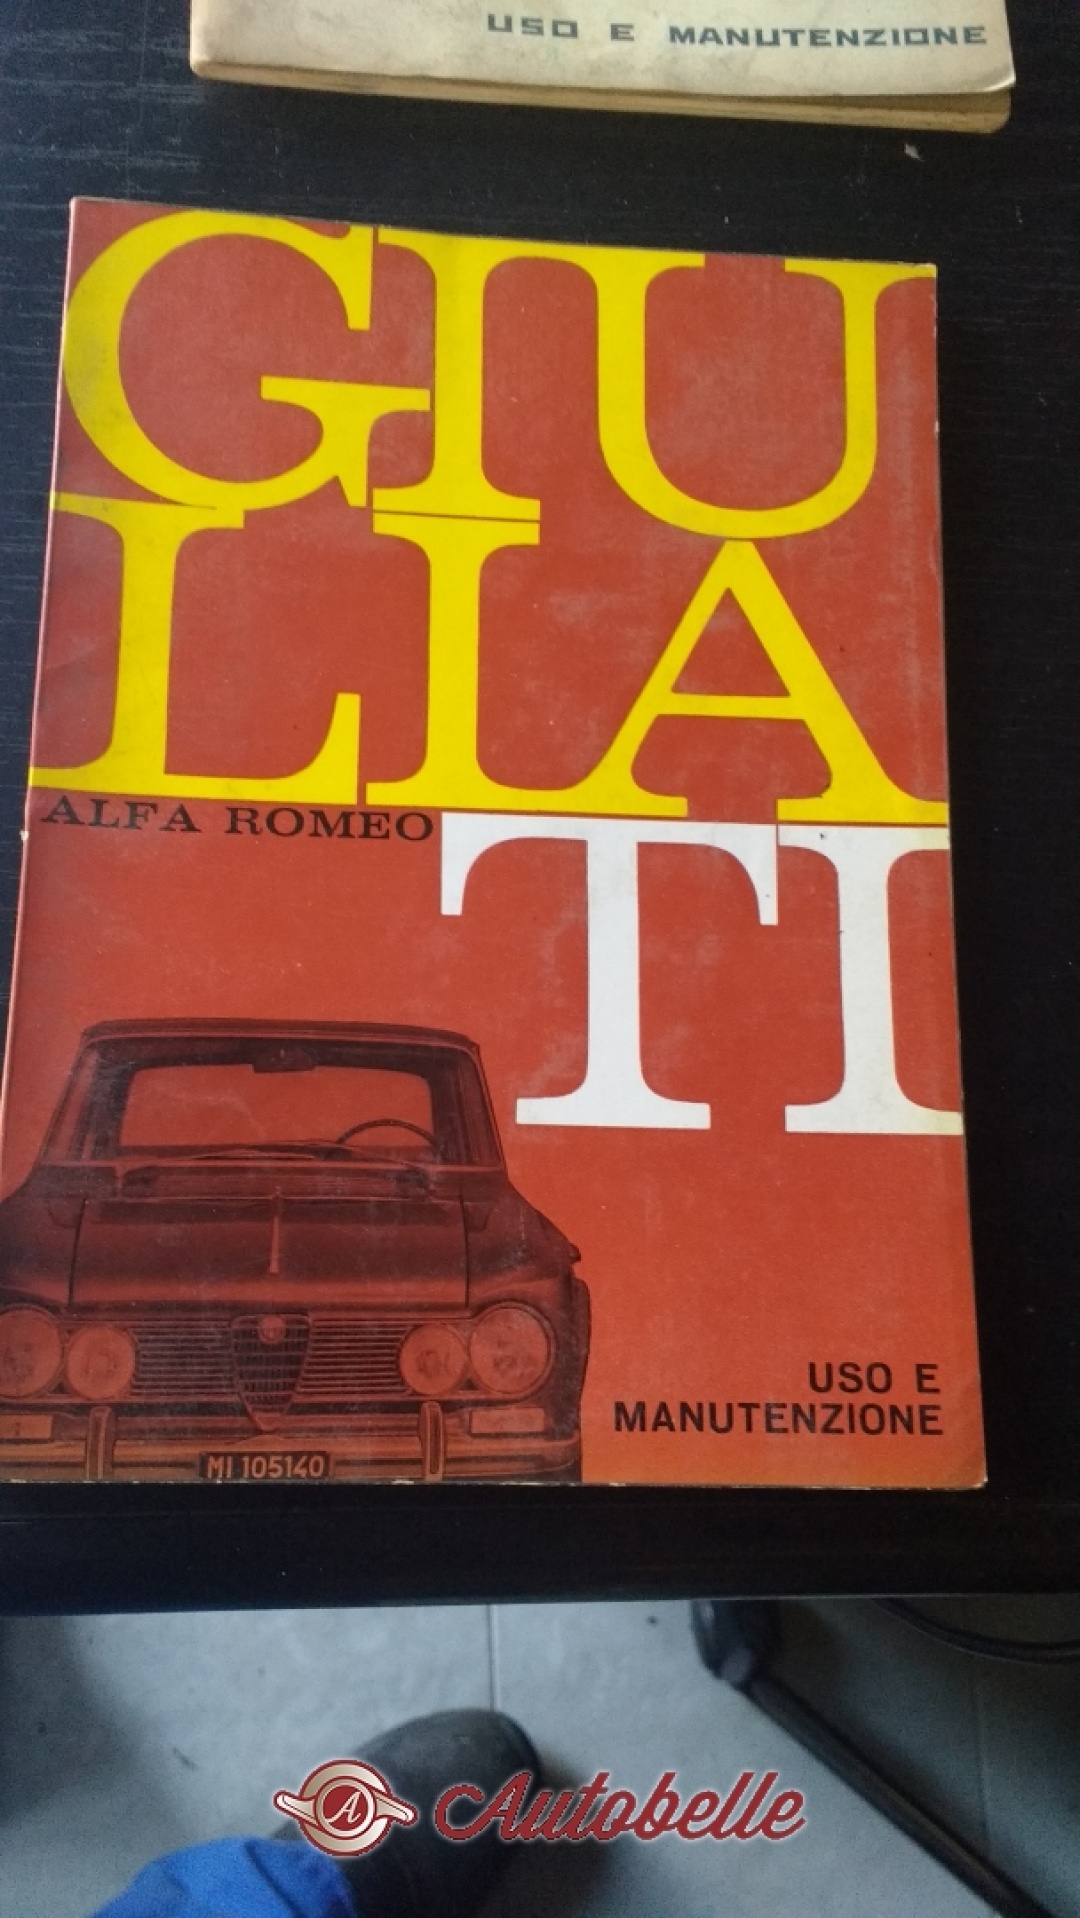 USO E MANUTENZIONE
GIU
LIA
ALFA ROMEO
TI
USO E
MANUTENZIONE
MI 105140
A Autobelle